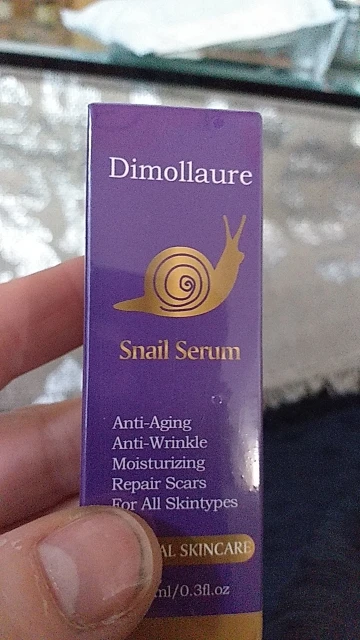 Dimollaure
Snail Serum
Anti-Aging
Anti-Wrinkle
Moisturizing
Repair Scars
For All Skintypes
AL SKINCARE
ml/0.3fl.oz